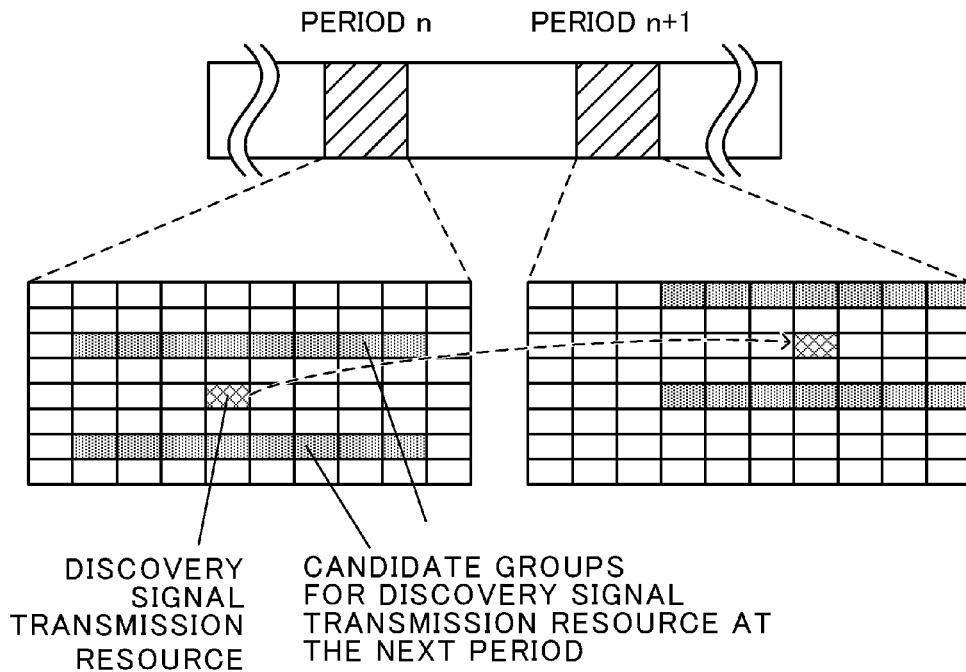 PERIOD n
PERIOD n+1
DISCOVERY
SIGNAL
TRANSMISSION
RESOURCE
CANDIDATE GROUPS
FOR DISCOVERY SIGNAL
TRANSMISSION RESOURCE AT
THE NEXT PERIOD